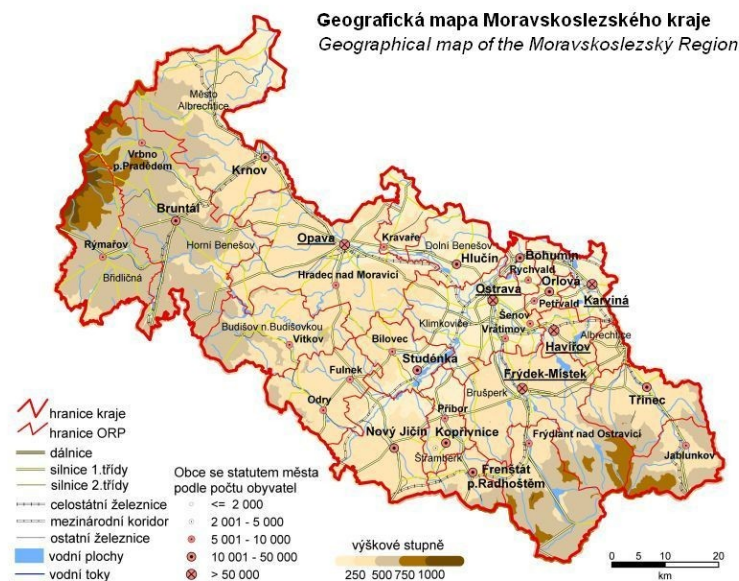 Geografická mapa Moravskoslezského kraje
Geographical map of the Moravskoslezský Region
Město
Albrechtice
Vrbno
p.Pradědem
Krnov
Bruntál
Opava
Kravaře
Dolní Benešov
Bohumín
Rýmařov
Horní Benešov
Hlučín
Rychvald
Orlová
Břidličná
Hradec nad Moravicí
Ostrava
Petřvald
Karviná
Klimkovice
Šenov
Budišov n.Budišovkou
Vratimov
Albrechtice
Vítkov
Bílovec
Havířov
Studénka
Fulnek
Frýdek-Místek
Brušperk
Třinec
Odry
Příbor
Nový Jičín
Kopřivnice
Frýdlant nad Ostravicí
Jablunkov
Štramberk
Frenštát
p.Radhoštěm
hranice kraje
hranice ORP
dálnice
silnice 1.třídy
silnice 2.třídy
celostátní železnice
mezinárodní koridor
ostatní železnice
vodní plochy
vodní toky
Obce se statutem města
podle počtu obyvatel
<= 2 000
2 001 - 5 000
5 001 - 10 000
10 001 - 50 000
> 50 000
výškové stupně
250 500 750 1000
0 10 20
km